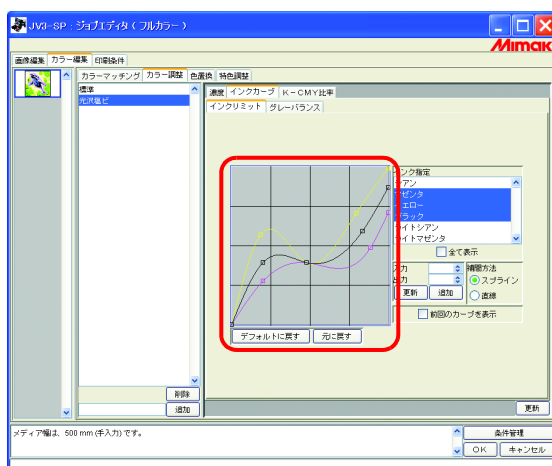 JV3-SP : ジョブエディタ ( フルカラー )
Mimak
画像編集 カラー編集 印刷条件
カラーマッチング カラー調整 色置換 特色調整
標準
光沢塩ビ
濃度 インクカーブ K-CMY比率
インクリミット グレーバランス
インク指定
シアン
マゼンタ
イエロー
ブラック
ライトシアン
ライトマゼンタ
全て表示
入力
出力
更新 追加
補間方法
スプライン
直線
前回のカーブを表示
デフォルトに戻す 元に戻す
削除
追加
更新
メディア幅は、500 mm (手入力) です。
条件管理
OK キャンセル